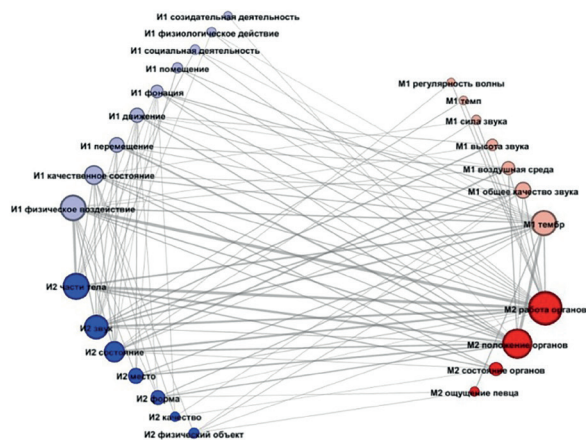 И1 созидательная деятельность
И1 физиологическое действие
И1 социальная деятельность
И1 помещение
И1 фонация
И1 движение
И1 перемещение
И1 качественное состояние
И1 физическое воздействие
И2 части тела
И2 звук
И2 состояние
И2 место
И2 форма
И2 качество
И2 физический объект
М1 регулярность волны
М1 темп
М1 сила звука
М1 высота звука
М1 воздушная среда
М1 общее качество звука
М1 тембр
М2 работа органов
М2 положение органов
М2 состояние органов
М2 ощущение певца